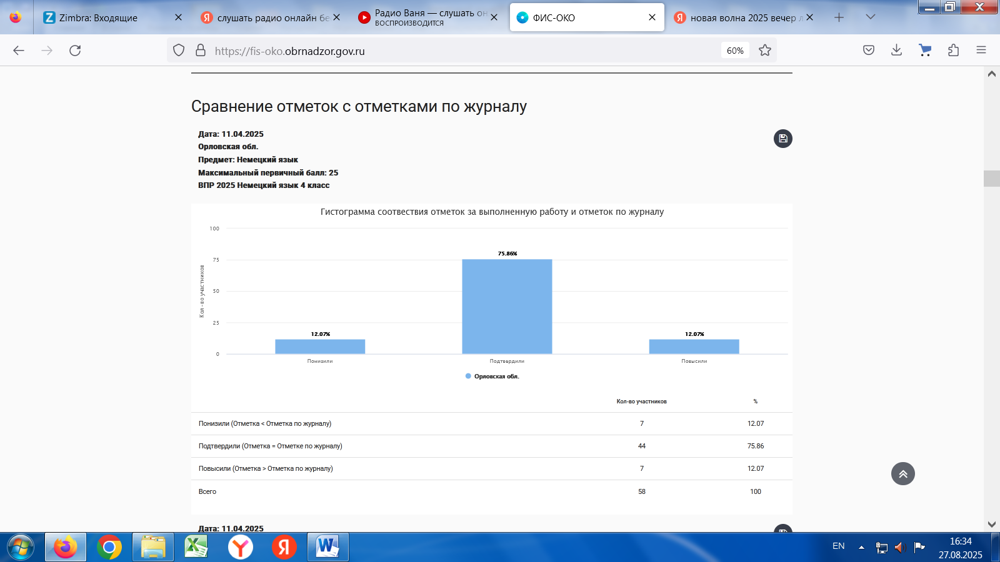 Zimbra: Входящие
слушать радио онлайн бе
Радио Ваня — слушать он
ВОСПРОИЗВОДИТСЯ
ФИС-ОКО
новая волна 2025 вечер л
https://fis-oko.obrnadzor.gov.ru
60%
Сравнение отметок с отметками по журналу
Дата: 11.04.2025
Орловская обл.
Предмет: Немецкий язык
Максимальный первичный балл: 25
ВПР 2025 Немецкий язык 4 класс
Гистограмма соотвествия отметок за выполненную работу и отметок по журналу
Кол-во участников
100
75
50
25
0
12.07%
75.86%
12.07%
Понизили
Подтвердили
Повысили
Орловская обл.
Кол-во участников %
Понизили (Отметка < Отметка по журналу) 7 12.07
Подтвердили (Отметка = Отметке по журналу) 44 75.86
Повысили (Отметка > Отметка по журналу) 7 12.07
Всего 58 100
Дата: 11.04.2025
EN
16:34
27.08.2025